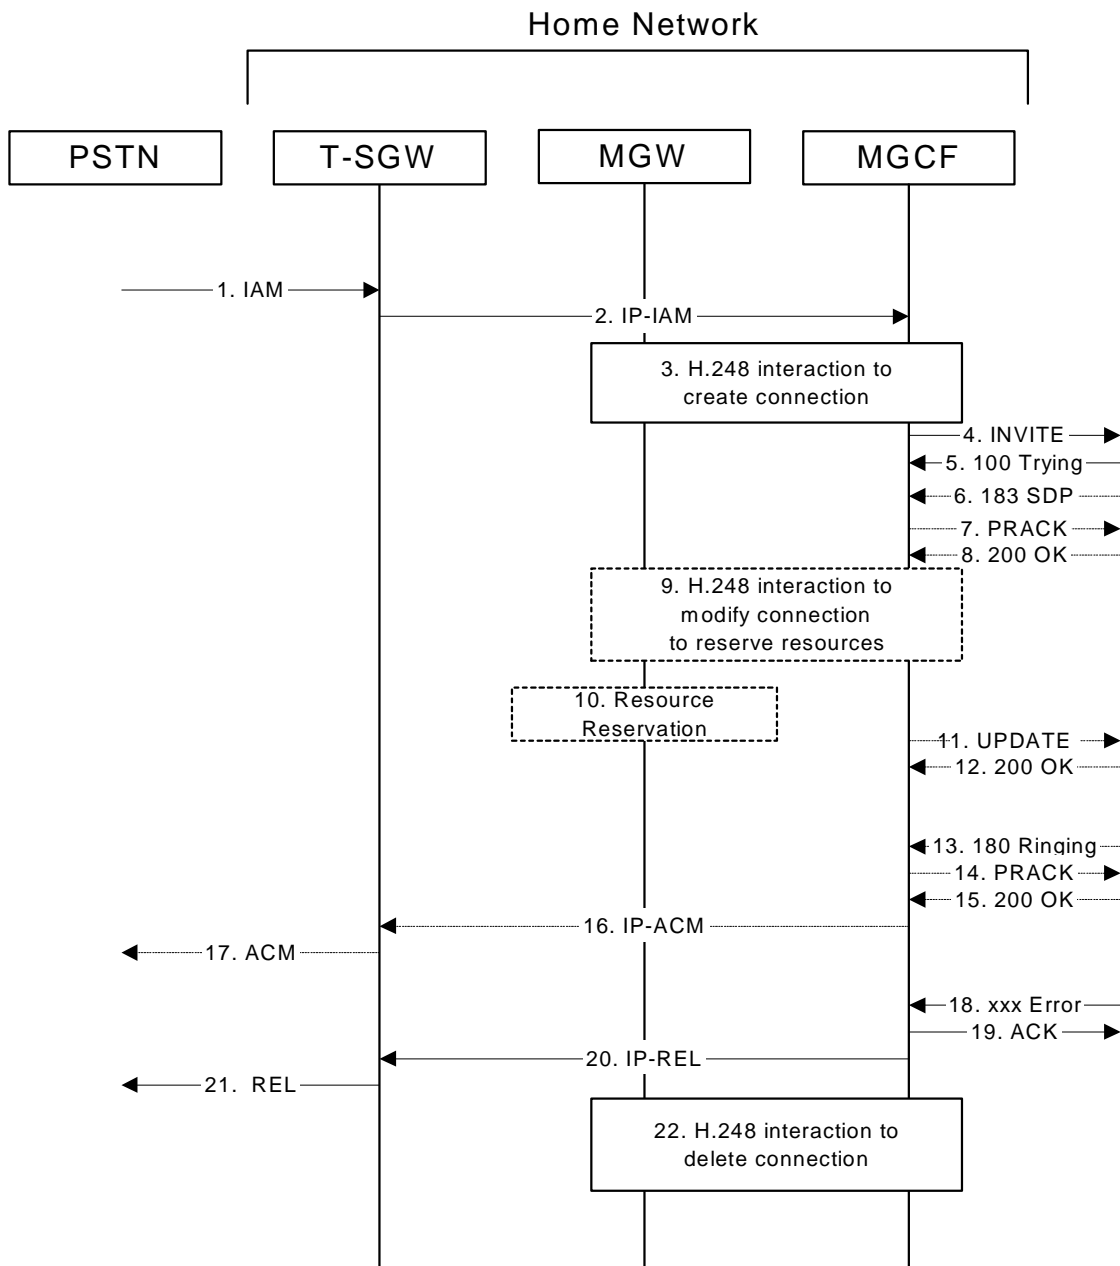 Home Network
PSTN
T-SGW
MGW
MGCF
1. IAM
2. IP-IAM
3. H.248 interaction to
create connection
4. INVITE
5. 100 Trying
6. 183 SDP
7. PRACK
8. 200 OK
9. H.248 interaction to
modify connection
to reserve resources
10. Resource
Reservation
11. UPDATE
12. 200 OK
13. 180 Ringing
14. PRACK
15. 200 OK
16. IP-ACM
17. ACM
18. xxx Error
19. ACK
20. IP-REL
21. REL
22. H.248 interaction to
delete connection